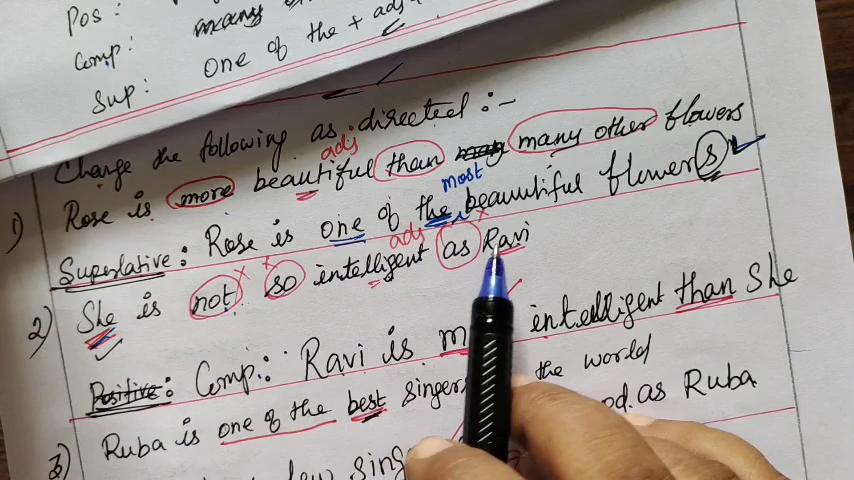 Pos:
Comp:
Sup: One of the + adj
Change the following as directed :-
adj
1) Rose is more beautiful than many other flowers
most
Superlative: Rose is one of the beautiful flowers
adj
2) She is not so intelligent as Ravi
Positive: Comp: Ravi is m intelligent than She
3) Ruba is one of the best singers the world
few sing d as Ruba